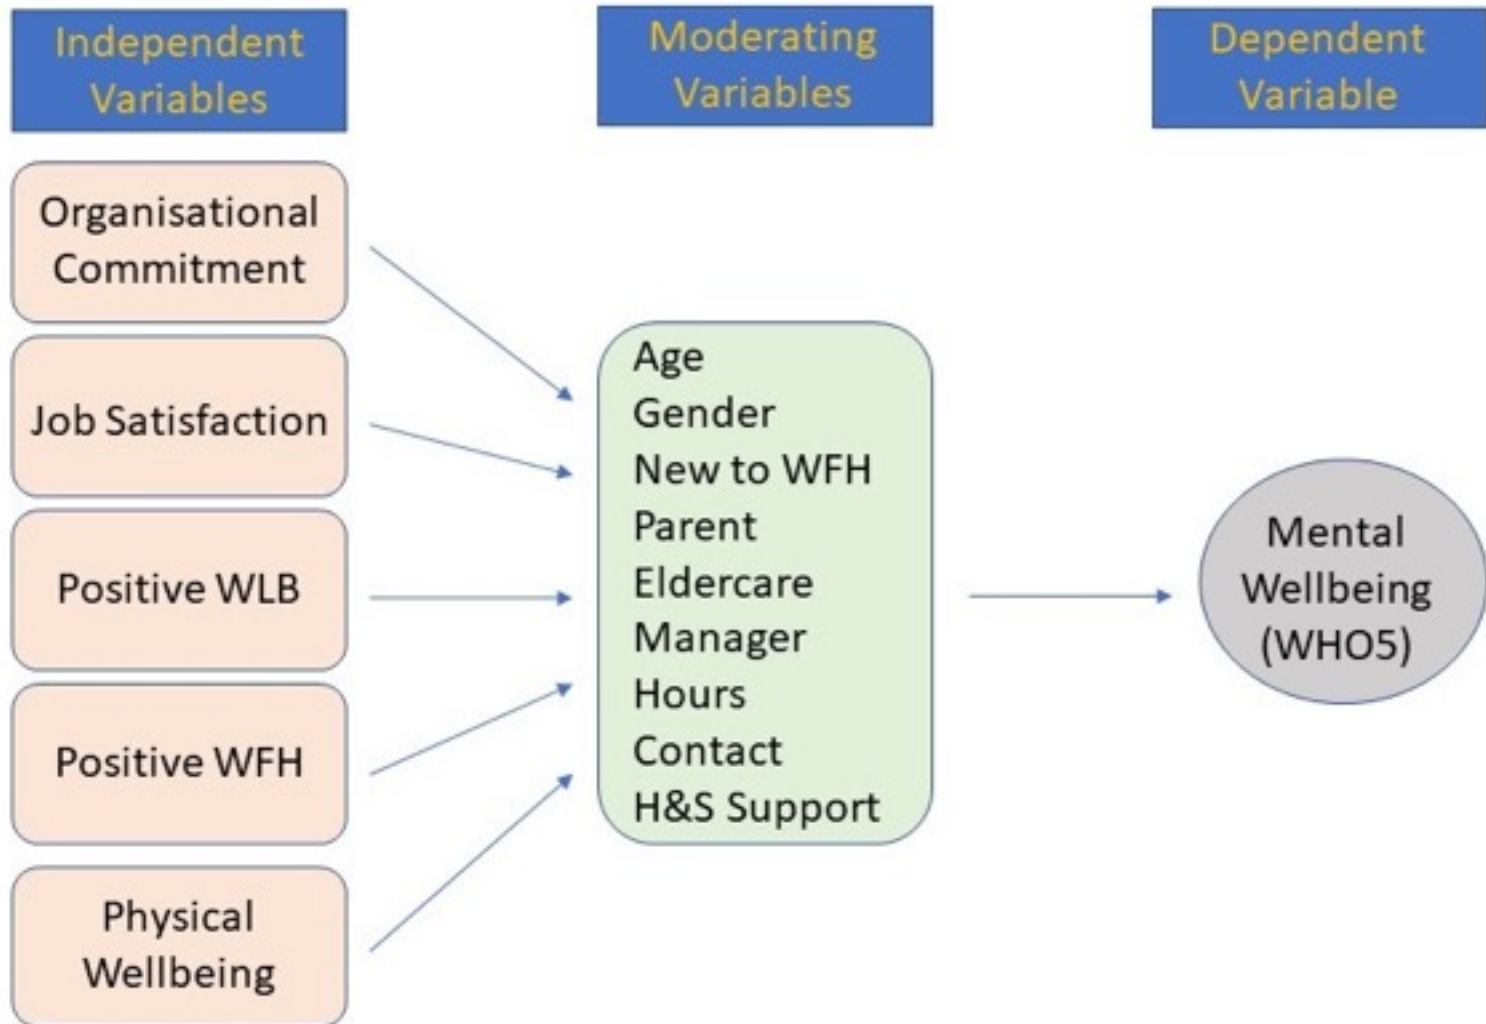 Independent
Variables
Organisational
Commitment
Job Satisfaction
Positive WLB
Positive WFH
Physical
Wellbeing
Moderating
Variables
Age
Gender
New to WFH
Parent
Eldercare
Manager
Hours
Contact
H&S Support
Dependent
Variable
Mental
Wellbeing
(WHO5)